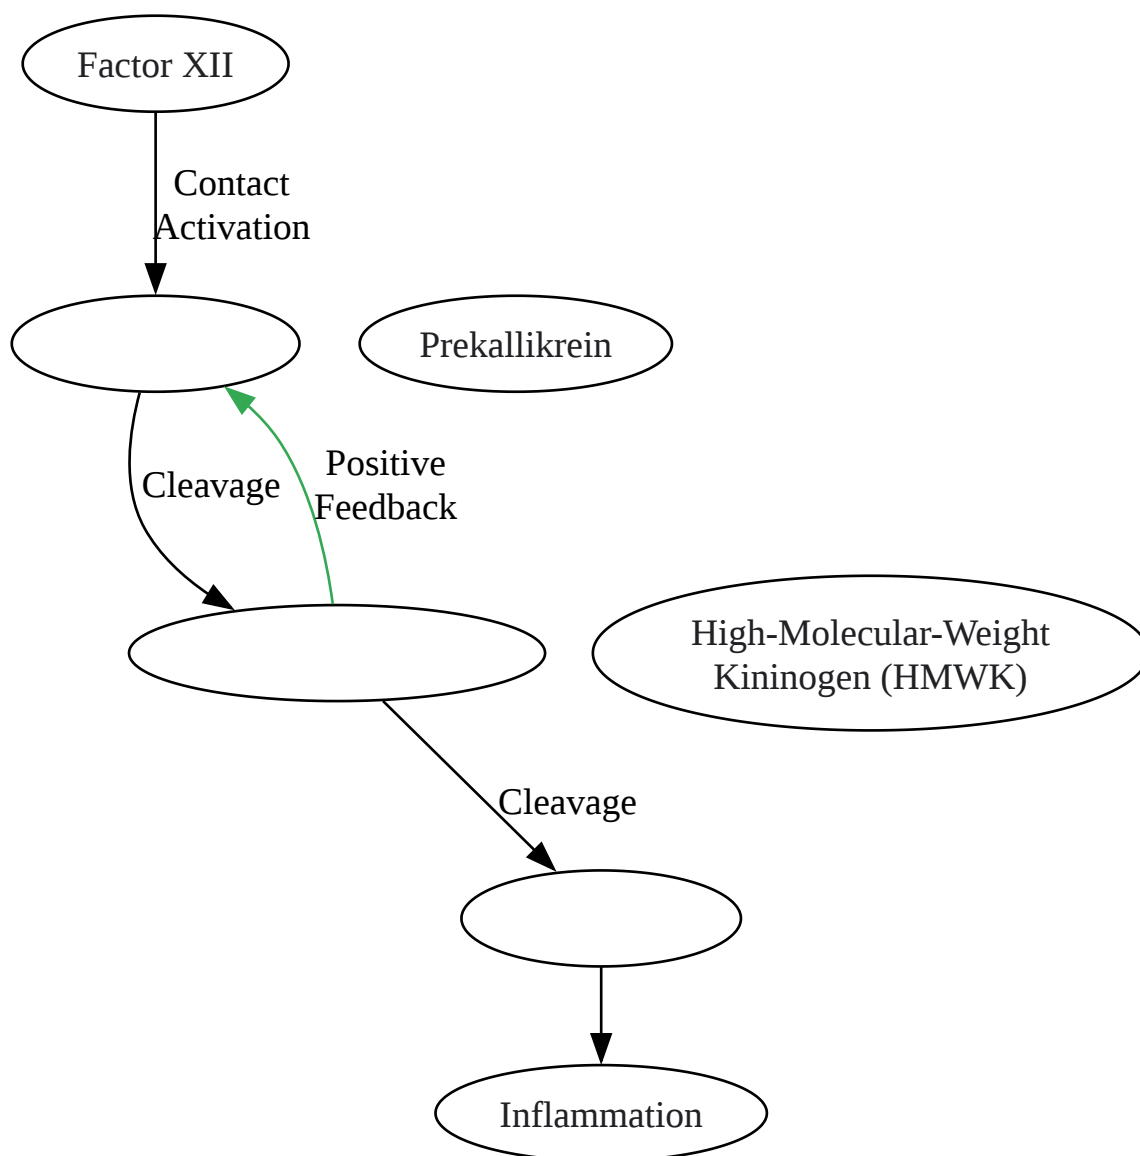 Factor XII
Contact
Activation
Prekallikrein
Cleavage
Positive
Feedback
High-Molecular-Weight
Kininogen (HMWK)
Cleavage
Inflammation